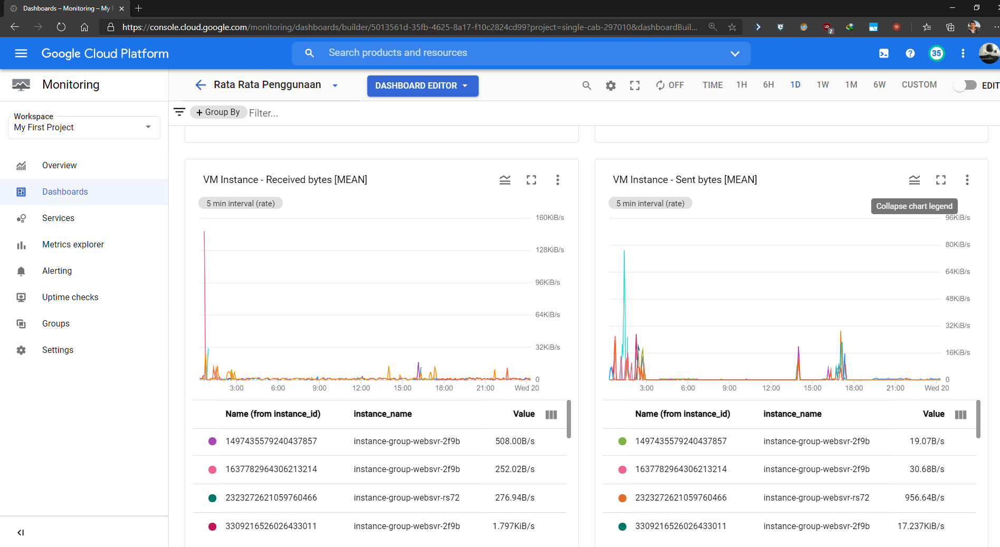 Dashboards – Monitoring – My F
https://console.cloud.google.com/monitoring/dashboards/builder/5013561d-35fb-4625-8a17-f10c2824cd99?project=single-cab-297010&dashboardBuil...
2
Google Cloud Platform
Search products and resources
35
Monitoring
Rata Rata Penggunaan
DASHBOARD EDITOR
OFF
TIME
1H
6H
1D
1W
1M
6W
CUSTOM
EDIT
Workspace
My First Project
+ Group By
Filter...
Overview
Dashboards
Services
Metrics explorer
Alerting
Uptime checks
Groups
Settings
VM Instance - Received bytes [MEAN]
5 min interval (rate)
160KiB/s
128KiB/s
96KiB/s
64KiB/s
32KiB/s
0
3:00 6:00 9:00 12:00 15:00 18:00 21:00 Wed 20
Name (from instance_id) instance_name Value
1497435579240437857 instance-group-websvr-2f9b 508.00B/s
1637782964306213214 instance-group-websvr-2f9b 252.02B/s
2323272621059760466 instance-group-websvr-rs72 276.94B/s
3309216526026433011 instance-group-websvr-2f9b 1.797KiB/s
VM Instance - Sent bytes [MEAN]
5 min interval (rate)
Collapse chart legend
96KiB/s
80KiB/s
64KiB/s
48KiB/s
32KiB/s
16KiB/s
0
3:00 6:00 9:00 12:00 15:00 18:00 21:00 Wed 20
Name (from instance_id) instance_name Value
1497435579240437857 instance-group-websvr-2f9b 19.07B/s
1637782964306213214 instance-group-websvr-2f9b 30.68B/s
2323272621059760466 instance-group-websvr-rs72 956.64B/s
3309216526026433011 instance-group-websvr-2f9b 17.237KiB/s